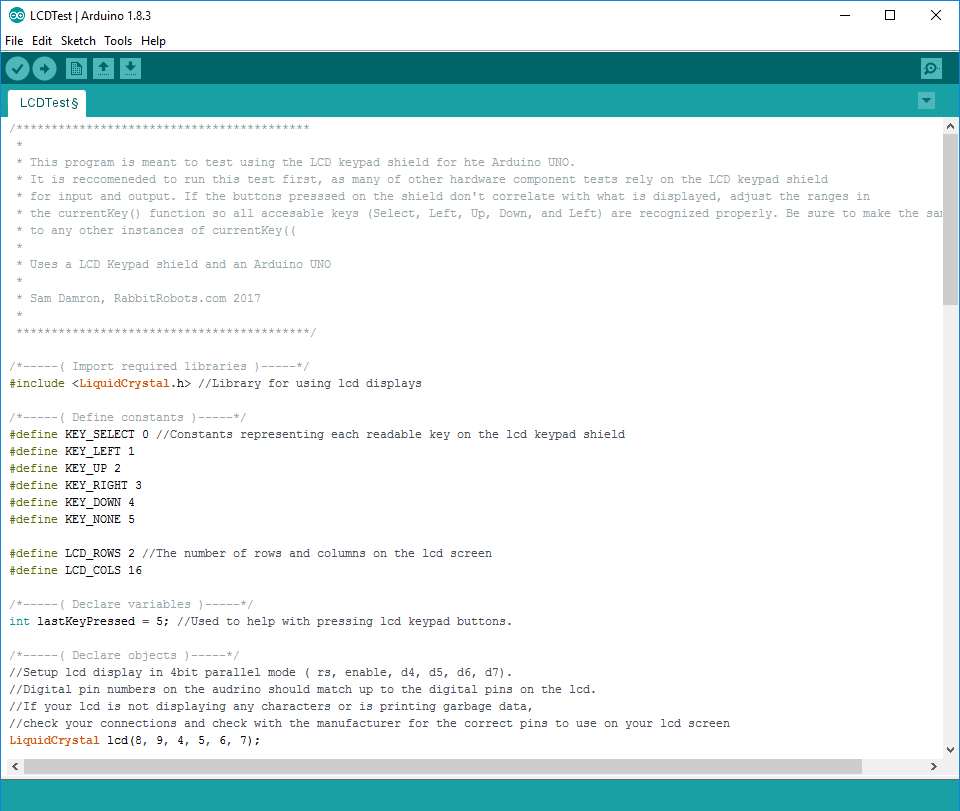 LCDTest | Arduino 1.8.3
File Edit Sketch Tools Help
LCDTest §
/******************************************
 *
 * This program is meant to test using the LCD keypad shield for hte Arduino UNO.
 * It is reccomeneded to run this test first, as many of other hardware component tests rely on the LCD keypad shield
 * for input and output. If the buttons presssed on the shield don't correlate with what is displayed, adjust the ranges in
 * the currentKey() function so all accesable keys (Select, Left, Up, Down, and Left) are recognized properly. Be sure to make the
 * to any other instances of currentKey((
 *
 * Uses a LCD Keypad shield and an Arduino UNO
 *
 * Sam Damron, RabbitRobots.com 2017
 *
 ******************************************/
/*-----( Import required libraries )-----*/
#include <LiquidCrystal.h> //Library for using lcd displays
/*-----( Define constants )-----*/
#define KEY_SELECT 0 //Constants representing each readable key on the lcd keypad shield
#define KEY_LEFT 1
#define KEY_UP 2
#define KEY_RIGHT 3
#define KEY_DOWN 4
#define KEY_NONE 5
#define LCD_ROWS 2 //The number of rows and columns on the lcd screen
#define LCD_COLS 16
/*-----( Declare variables )-----*/
int lastKeyPressed = 5; //Used to help with pressing lcd keypad buttons.
/*-----( Declare objects )-----*/
//Setup lcd display in 4bit parallel mode ( rs, enable, d4, d5, d6, d7).
//Digital pin numbers on the audrino should match up to the digital pins on the lcd.
//If your lcd is not displaying any characters or is printing garbage data,
//check your connections and check with the manufacturer for the correct pins to use on your lcd screen
LiquidCrystal lcd(8, 9, 4, 5, 6, 7);